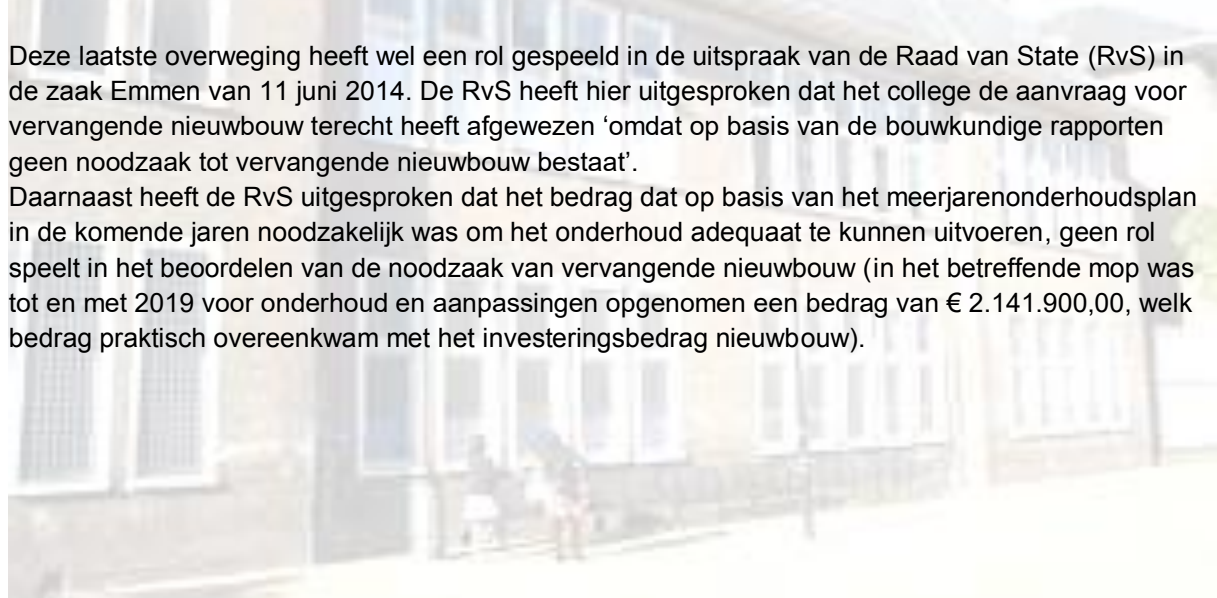 Deze laatste overweging heeft wel een rol gespeeld in de uitspraak van de Raad van State (RvS) in
de zaak Emmen van 11 juni 2014. De RvS heeft hier uitgesproken dat het college de aanvraag voor
vervangende nieuwbouw terecht heeft afgewezen ‘omdat op basis van de bouwkundige rapporten
geen noodzaak tot vervangende nieuwbouw bestaat’.
Daarnaast heeft de RvS uitgesproken dat het bedrag dat op basis van het meerjarenonderhoudsplan
in de komende jaren noodzakelijk was om het onderhoud adequaat te kunnen uitvoeren, geen rol
speelt in het beoordelen van de noodzaak van vervangende nieuwbouw (in het betreffende mop was
tot en met 2019 voor onderhoud en aanpassingen opgenomen een bedrag van € 2.141.900,00, welk
bedrag praktisch overeenkwam met het investeringsbedrag nieuwbouw).